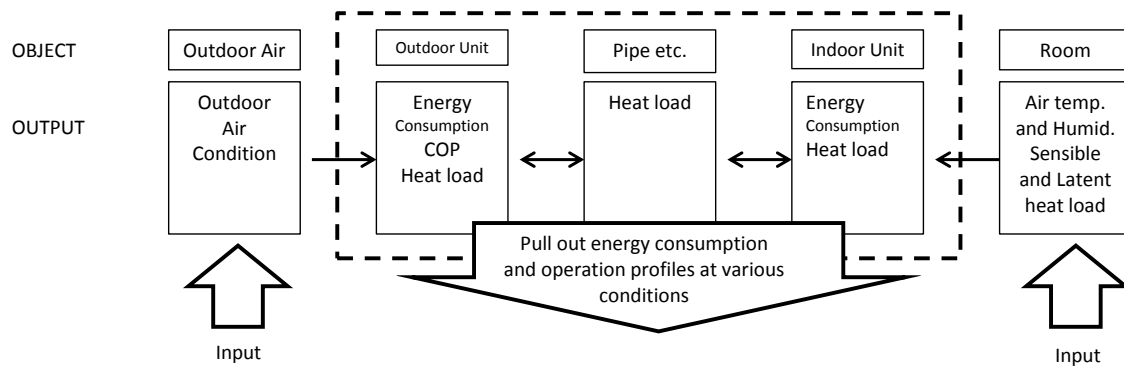 OBJECT
Outdoor Air
Outdoor Unit
Pipe etc.
Indoor Unit
Room
OUTPUT
Outdoor
Air
Condition
Energy
Consumption
COP
Heat load
Heat load
Energy
Consumption
Heat load
Air temp.
and Humid.
Sensible
and Latent
heat load
Pull out energy consumption
and operation profiles at various
conditions
Input
Input